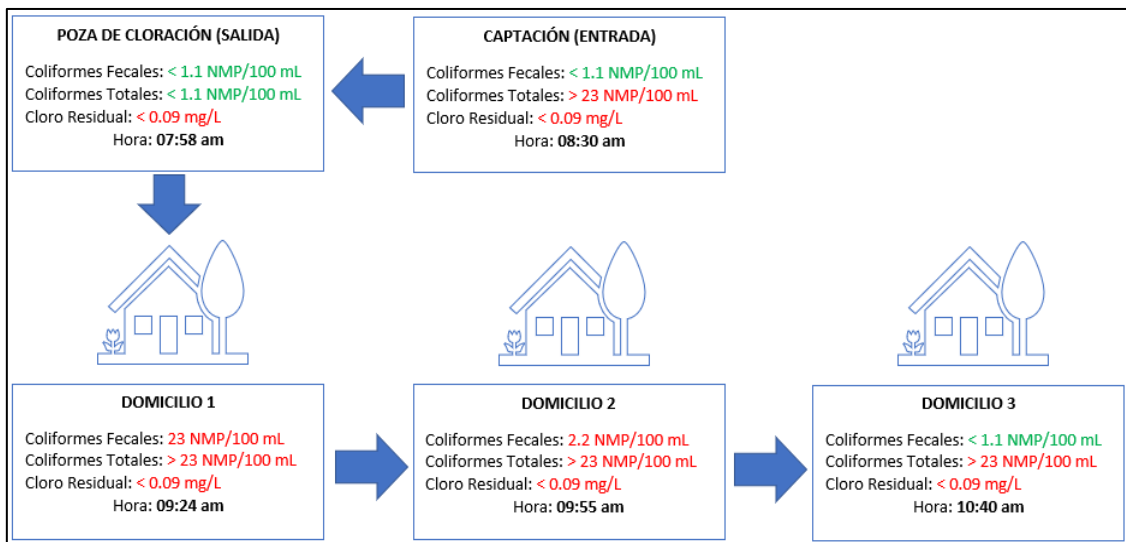 POZA DE CLORACIÓN (SALIDA)
Coliformes Fecales: < 1.1 NMP/100 mL
Coliformes Totales: < 1.1 NMP/100 mL
Cloro Residual: < 0.09 mg/L
Hora: 07:58 am
CAPTACIÓN (ENTRADA)
Coliformes Fecales: < 1.1 NMP/100 mL
Coliformes Totales: > 23 NMP/100 mL
Cloro Residual: < 0.09 mg/L
Hora: 08:30 am
DOMICILIO 1
Coliformes Fecales: 23 NMP/100 mL
Coliformes Totales: > 23 NMP/100 mL
Cloro Residual: < 0.09 mg/L
Hora: 09:24 am
DOMICILIO 2
Coliformes Fecales: 2.2 NMP/100 mL
Coliformes Totales: > 23 NMP/100 mL
Cloro Residual: < 0.09 mg/L
Hora: 09:55 am
DOMICILIO 3
Coliformes Fecales: < 1.1 NMP/100 mL
Coliformes Totales: > 23 NMP/100 mL
Cloro Residual: < 0.09 mg/L
Hora: 10:40 am